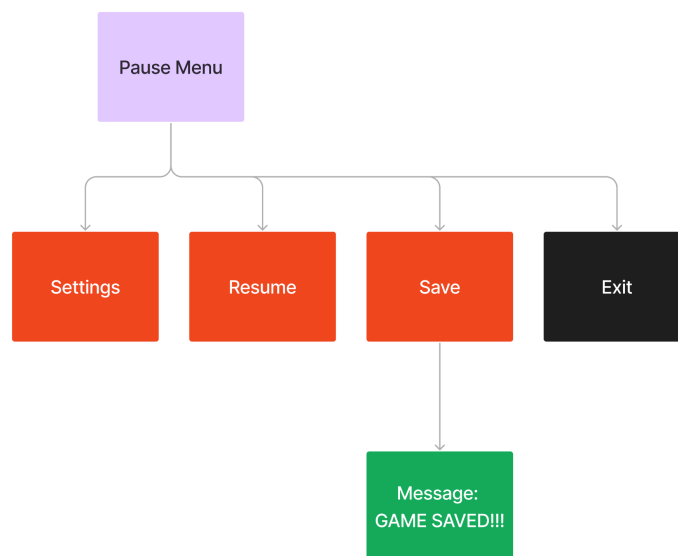 Pause Menu
Settings
Resume
Save
Exit
Message:
GAME SAVED!!!